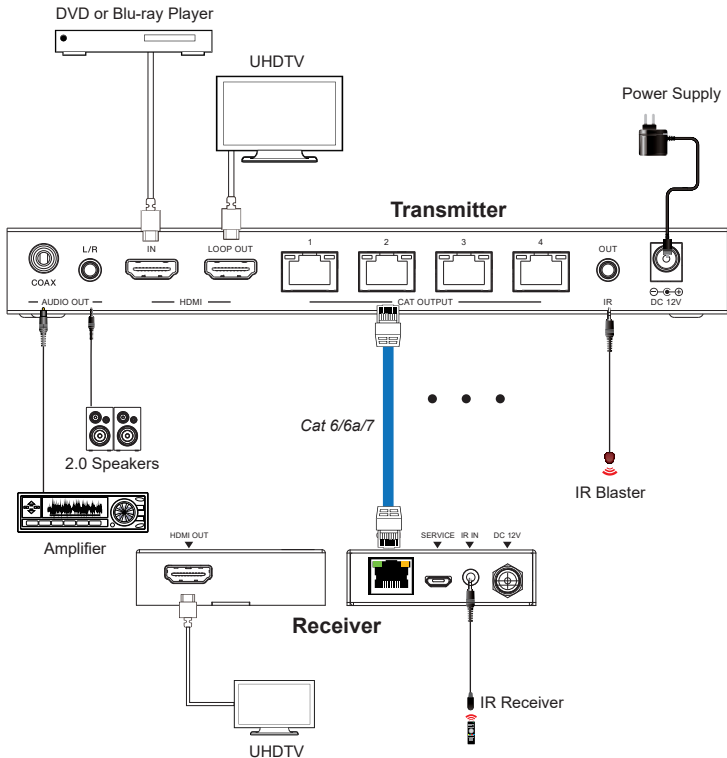 DVD or Blu-ray Player
UHDTV
Power Supply
Transmitter
L/R
IN
LOOP OUT
1
2
3
4
OUT
COAX
AUDIO OUT
HDMI
CAT OUTPUT
IR
DC 12V
Cat 6/6a/7
2.0 Speakers
IR Blaster
Amplifier
HDMI OUT
SERVICE
IR IN
DC 12V
Receiver
IR Receiver
UHDTV